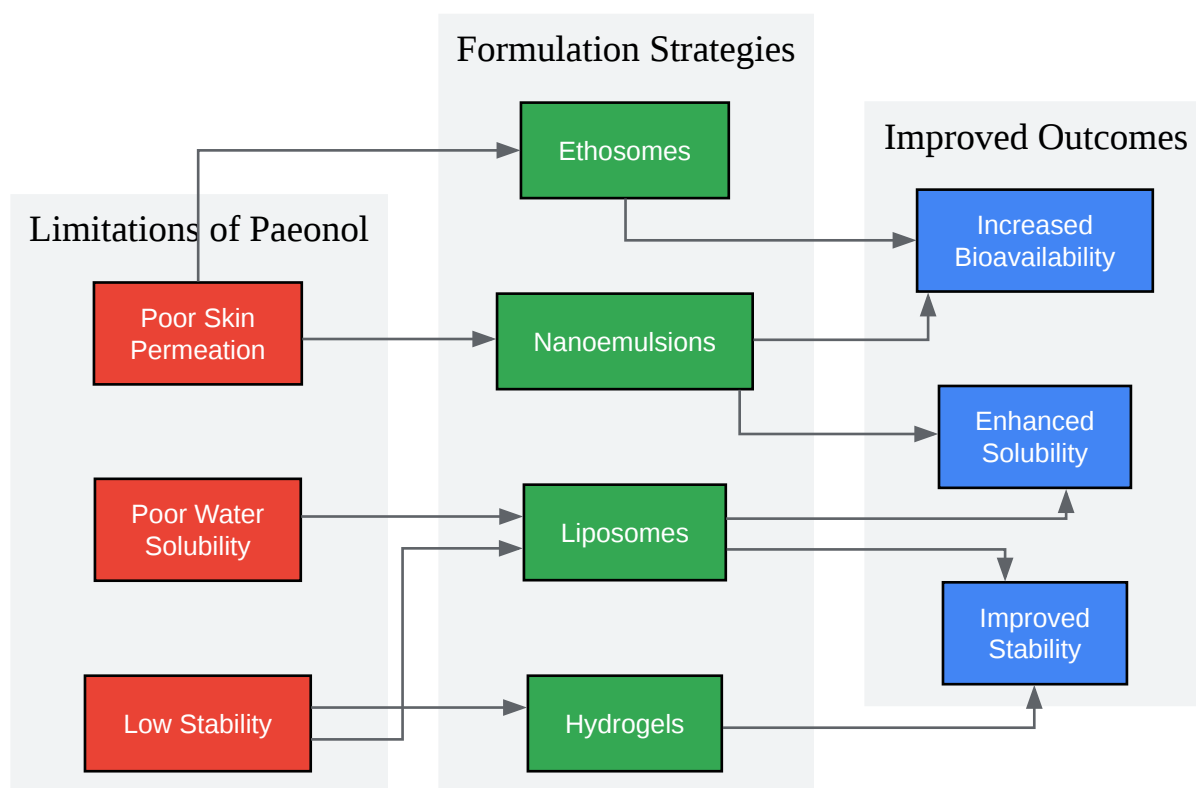 Limitations of Paeonol
Poor Skin
Permeation
Poor Water
Solubility
Low Stability
Formulation Strategies
Ethosomes
Nanoemulsions
Liposomes
Hydrogels
Improved Outcomes
Increased
Bioavailability
Enhanced
Solubility
Improved
Stability